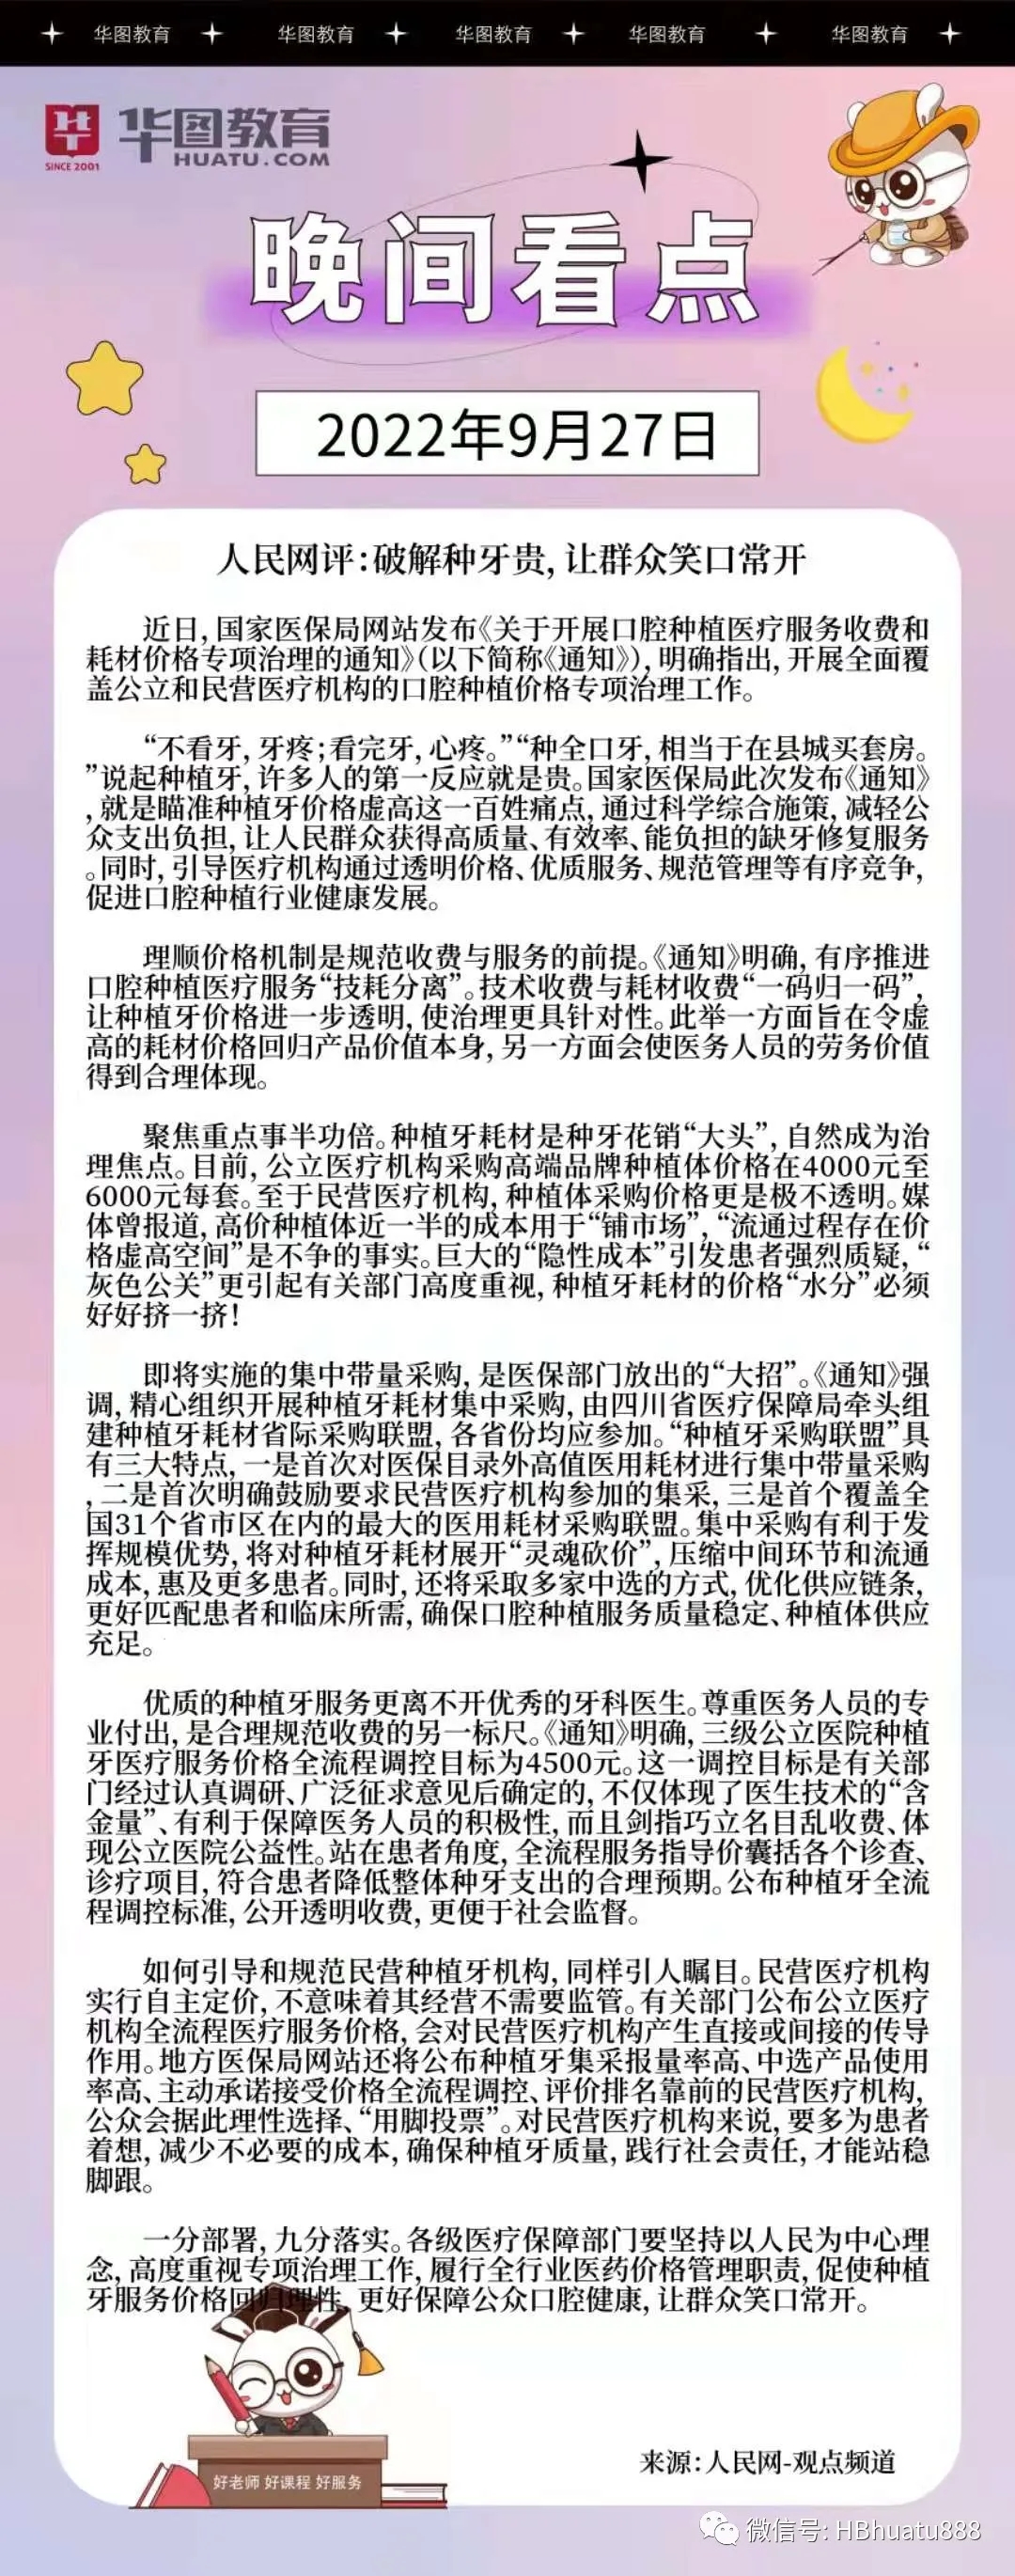 华图教育 华图教育 华图教育 华图教育 华图教育
华图教育
HUATU.COM
SINCE 2001
晚间看点
2022年9月27日
人民网评:破解种牙贵,让群众笑口常开
近日,国家医保局网站发布《关于开展口腔种植医疗服务收费和
耗材价格专项治理的通知》(以下简称《通知》),明确指出,开展全面覆
盖公立和民营医疗机构的口腔种植价格专项治理工作。
“不看牙,牙疼;看完牙,心疼。”“种全口牙,相当于在县城买套房。
”说起种植牙,许多人的第一反应就是贵。国家医保局此次发布《通知》
,就是瞄准种植牙价格虚高这一百姓痛点,通过科学综合施策,减轻公
众支出负担,让人民群众获得高质量、有效率、能负担的缺牙修复服务
。同时,引导医疗机构通过透明价格、优质服务、规范管理等有序竞争,
促进口腔种植行业健康发展。
理顺价格机制是规范收费与服务的前提。《通知》明确,有序推进
口腔种植医疗服务“技耗分离”。技术收费与耗材收费“一码归一码”,
让种植牙价格进一步透明,使治理更具针对性。此举一方面旨在令虚
高的耗材价格回归产品价值本身,另一方面会使医务人员的劳务价值
得到合理体现。
聚焦重点事半功倍。种植牙耗材是种牙花销“大头”,自然成为治
理焦点。目前,公立医疗机构采购高端品牌种植体价格在4000元至
6000元每套。至于民营医疗机构,种植体采购价格更是极不透明。媒
体曾报道,高价种植体近一半的成本用于“铺市场”,“流通过程存在价
格虚高空间”是不争的事实。巨大的“隐性成本”引发患者强烈质疑,“
灰色公关”更引起有关部门高度重视,种植牙耗材的价格“水分”必须
好好挤一挤!
即将实施的集中带量采购,是医保部门放出的“大招”。《通知》强
调,精心组织开展种植牙耗材集中采购,由四川省医疗保障局牵头组
建种植牙耗材省际采购联盟,各省份均应参加。“种植牙采购联盟”具
有三大特点,一是首次对医保目录外高值医用耗材进行集中带量采购
,二是首次明确鼓励要求民营医疗机构参加的集采,三是首个覆盖全
国31个省市区在内的最大的医用耗材采购联盟。集中采购有利于发
挥规模优势,将对种植牙耗材展开“灵魂砍价”,压缩中间环节和流通
成本,惠及更多患者。同时,还将采取多家中选的方式,优化供应链条,
更好匹配患者和临床所需,确保口腔种植服务质量稳定、种植体供应
充足。
优质的种植牙服务更离不开优秀的牙科医生。尊重医务人员的专
业付出,是合理规范收费的另一标尺。《通知》明确,三级公立医院种植
牙医疗服务价格全流程调控目标为4500元。这一调控目标是有关部
门经过认真调研、广泛征求意见后确定的,不仅体现了医生技术的“含
金量”、有利于保障医务人员的积极性,而且剑指巧立名目乱收费、体
现公立医院公益性。站在患者角度,全流程服务指导价囊括各个诊查、
诊疗项目,符合患者降低整体种牙支出的合理预期。公布种植牙全流
程调控标准,公开透明收费,更便于社会监督。
如何引导和规范民营种植牙机构,同样引人瞩目。民营医疗机构
实行自主定价,不意味着其经营不需要监管。有关部门公布公立医疗
机构全流程医疗服务价格,会对民营医疗机构产生直接或间接的传导
作用。地方医保局网站还将公布种植牙集采报量率高、中选产品使用
率高、主动承诺接受价格全流程调控、评价排名靠前的民营医疗机构,
公众会据此理性选择、“用脚投票”。对民营医疗机构来说,要多为患者
着想,减少不必要的成本,确保种植牙质量,践行社会责任,才能站稳
脚跟。
一分部署,九分落实。各级医疗保障部门要坚持以人民为中心理
念,高度重视专项治理工作,履行全行业医药价格管理职责,促使种植
牙服务价格回归理性,更好保障公众口腔健康,让群众笑口常开。
好老师 好课程 好服务
来源:人民网-观点频道
微信号: HBhuatu888